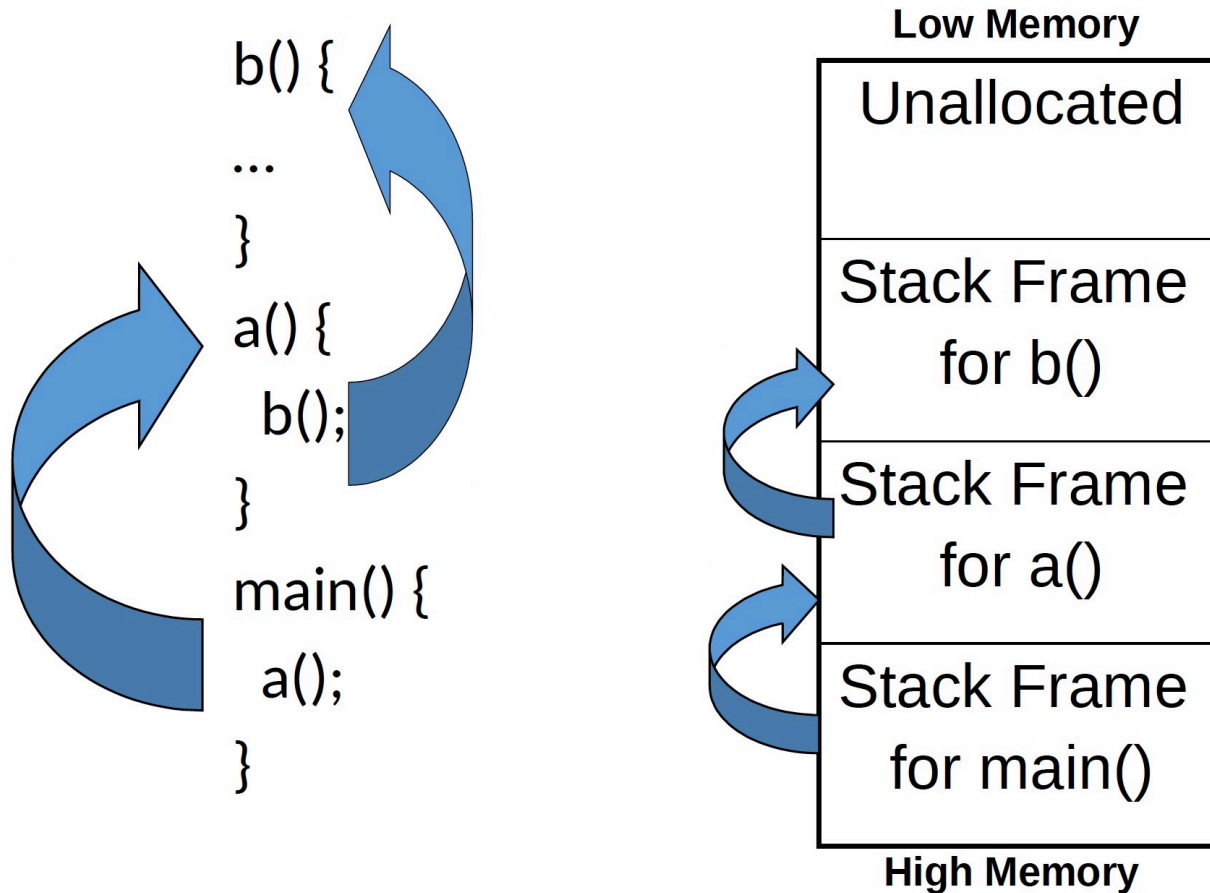 b() {
...
}
a() {
b();
}
main() {
a();
}
Low Memory
Unallocated
Stack Frame
for b()
Stack Frame
for a()
Stack Frame
for main()
High Memory